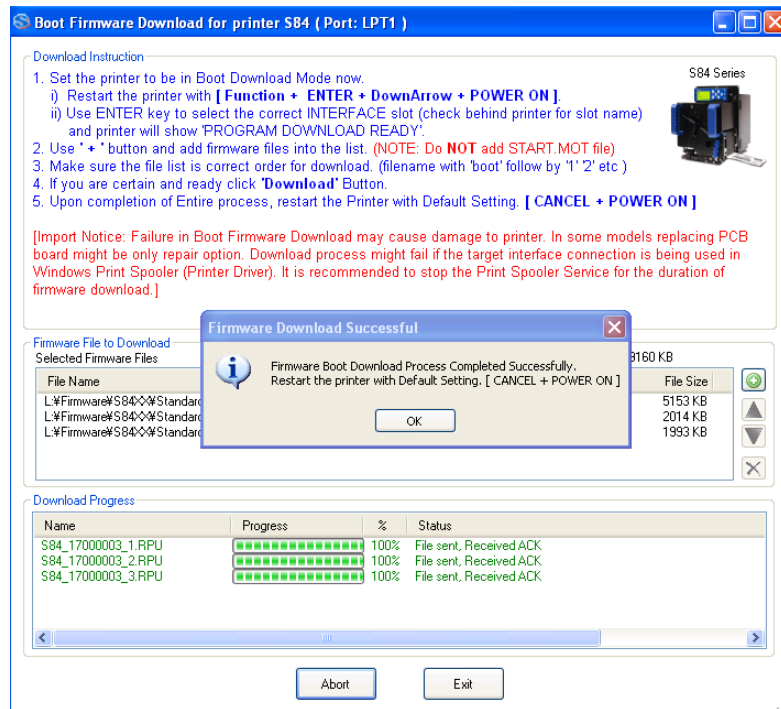 Boot Firmware Download for printer S84 ( Port: LPT1 )
Download Instruction
S84 Series
1. Set the printer to be in Boot Download Mode now.
i) Restart the printer with [ Function + ENTER + DownArrow + POWER ON ].
ii) Use ENTER key to select the correct INTERFACE slot (check behind printer for slot name)
and printer will show 'PROGRAM DOWNLOAD READY'.
2. Use ' + ' button and add firmware files into the list. (NOTE: Do NOT add START.MOT file)
3. Make sure the file list is correct order for download. (filename with 'boot' follow by '1' 2' etc )
4. If you are certain and ready click 'Download' Button.
5. Upon completion of Entire process, restart the Printer with Default Setting. [ CANCEL + POWER ON ]
[Import Notice: Failure in Boot Firmware Download may cause damage to printer. In some models replacing PCB
board might be only repair option. Download process might fail if the target interface connection is being used in
Windows Print Spooler (Printer Driver). It is recommended to stop the Print Spooler Service for the duration of
firmware download.]
Firmware Download Successful
Firmware Boot Download Process Completed Successfully.
Restart the printer with Default Setting. [ CANCEL + POWER ON ]
OK
Firmware File to Download
Selected Firmware Files 9160 KB
File Name File Size
L:¥Firmware¥S84XX¥Standard 5153 KB
L:¥Firmware¥S84XX¥Standard 2014 KB
L:¥Firmware¥S84XX¥Standard 1993 KB
Download Progress
Name Progress % Status
S84_17000003_1.RPU 100% File sent, Received ACK
S84_17000003_2.RPU 100% File sent, Received ACK
S84_17000003_3.RPU 100% File sent, Received ACK
Abort Exit